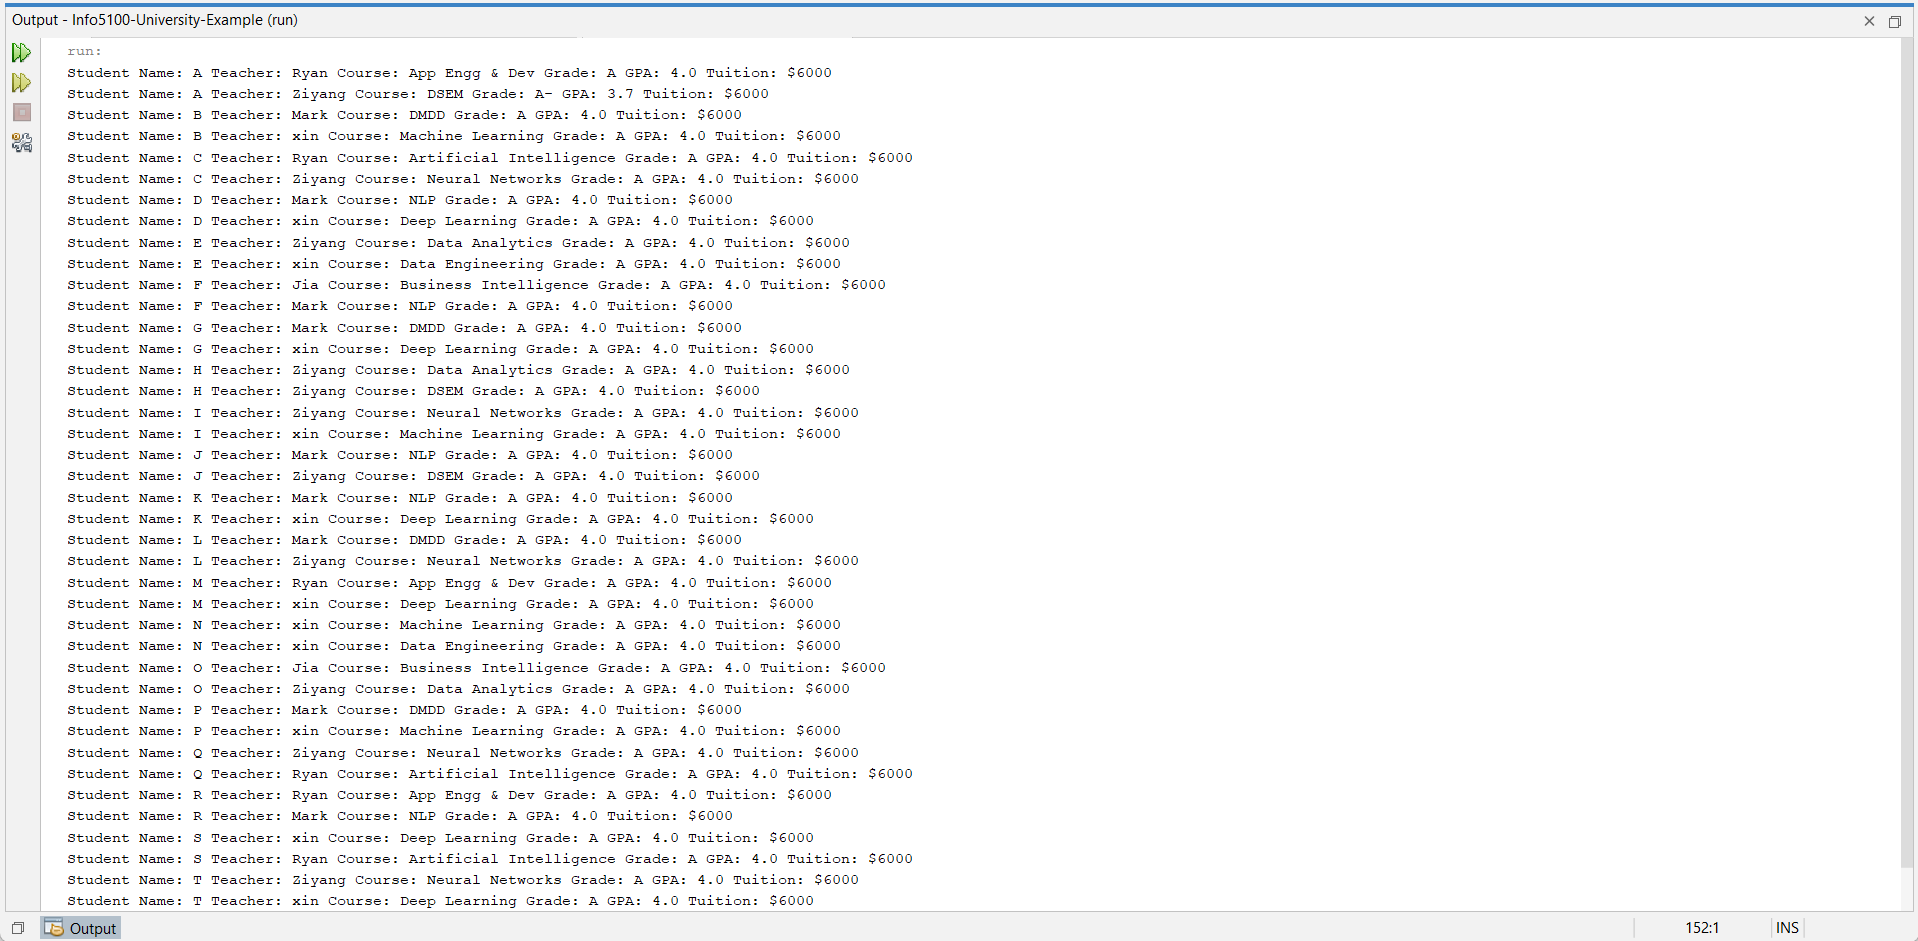 Output - Info5100-University-Example (run)
run:
Student Name: A Teacher: Ryan Course: App Engg & Dev Grade: A GPA: 4.0 Tuition: $6000
Student Name: A Teacher: Ziyang Course: DSEM Grade: A- GPA: 3.7 Tuition: $6000
Student Name: B Teacher: Mark Course: DMDD Grade: A GPA: 4.0 Tuition: $6000
Student Name: B Teacher: xin Course: Machine Learning Grade: A GPA: 4.0 Tuition: $6000
Student Name: C Teacher: Ryan Course: Artificial Intelligence Grade: A GPA: 4.0 Tuition: $6000
Student Name: C Teacher: Ziyang Course: Neural Networks Grade: A GPA: 4.0 Tuition: $6000
Student Name: D Teacher: Mark Course: NLP Grade: A GPA: 4.0 Tuition: $6000
Student Name: D Teacher: xin Course: Deep Learning Grade: A GPA: 4.0 Tuition: $6000
Student Name: E Teacher: Ziyang Course: Data Analytics Grade: A GPA: 4.0 Tuition: $6000
Student Name: E Teacher: xin Course: Data Engineering Grade: A GPA: 4.0 Tuition: $6000
Student Name: F Teacher: Jia Course: Business Intelligence Grade: A GPA: 4.0 Tuition: $6000
Student Name: F Teacher: Mark Course: NLP Grade: A GPA: 4.0 Tuition: $6000
Student Name: G Teacher: Mark Course: DMDD Grade: A GPA: 4.0 Tuition: $6000
Student Name: G Teacher: xin Course: Deep Learning Grade: A GPA: 4.0 Tuition: $6000
Student Name: H Teacher: Ziyang Course: Data Analytics Grade: A GPA: 4.0 Tuition: $6000
Student Name: H Teacher: Ziyang Course: DSEM Grade: A GPA: 4.0 Tuition: $6000
Student Name: I Teacher: Ziyang Course: Neural Networks Grade: A GPA: 4.0 Tuition: $6000
Student Name: I Teacher: xin Course: Machine Learning Grade: A GPA: 4.0 Tuition: $6000
Student Name: J Teacher: Mark Course: NLP Grade: A GPA: 4.0 Tuition: $6000
Student Name: J Teacher: Ziyang Course: DSEM Grade: A GPA: 4.0 Tuition: $6000
Student Name: K Teacher: Mark Course: NLP Grade: A GPA: 4.0 Tuition: $6000
Student Name: K Teacher: xin Course: Deep Learning Grade: A GPA: 4.0 Tuition: $6000
Student Name: L Teacher: Mark Course: DMDD Grade: A GPA: 4.0 Tuition: $6000
Student Name: L Teacher: Ziyang Course: Neural Networks Grade: A GPA: 4.0 Tuition: $6000
Student Name: M Teacher: Ryan Course: App Engg & Dev Grade: A GPA: 4.0 Tuition: $6000
Student Name: M Teacher: xin Course: Deep Learning Grade: A GPA: 4.0 Tuition: $6000
Student Name: N Teacher: xin Course: Machine Learning Grade: A GPA: 4.0 Tuition: $6000
Student Name: N Teacher: xin Course: Data Engineering Grade: A GPA: 4.0 Tuition: $6000
Student Name: O Teacher: Jia Course: Business Intelligence Grade: A GPA: 4.0 Tuition: $6000
Student Name: O Teacher: Ziyang Course: Data Analytics Grade: A GPA: 4.0 Tuition: $6000
Student Name: P Teacher: Mark Course: DMDD Grade: A GPA: 4.0 Tuition: $6000
Student Name: P Teacher: xin Course: Machine Learning Grade: A GPA: 4.0 Tuition: $6000
Student Name: Q Teacher: Ziyang Course: Neural Networks Grade: A GPA: 4.0 Tuition: $6000
Student Name: Q Teacher: Ryan Course: Artificial Intelligence Grade: A GPA: 4.0 Tuition: $6000
Student Name: R Teacher: Ryan Course: App Engg & Dev Grade: A GPA: 4.0 Tuition: $6000
Student Name: R Teacher: Mark Course: NLP Grade: A GPA: 4.0 Tuition: $6000
Student Name: S Teacher: xin Course: Deep Learning Grade: A GPA: 4.0 Tuition: $6000
Student Name: S Teacher: Ryan Course: Artificial Intelligence Grade: A GPA: 4.0 Tuition: $6000
Student Name: T Teacher: Ziyang Course: Neural Networks Grade: A GPA: 4.0 Tuition: $6000
Student Name: T Teacher: xin Course: Deep Learning Grade: A GPA: 4.0 Tuition: $6000
Output
152:1
INS